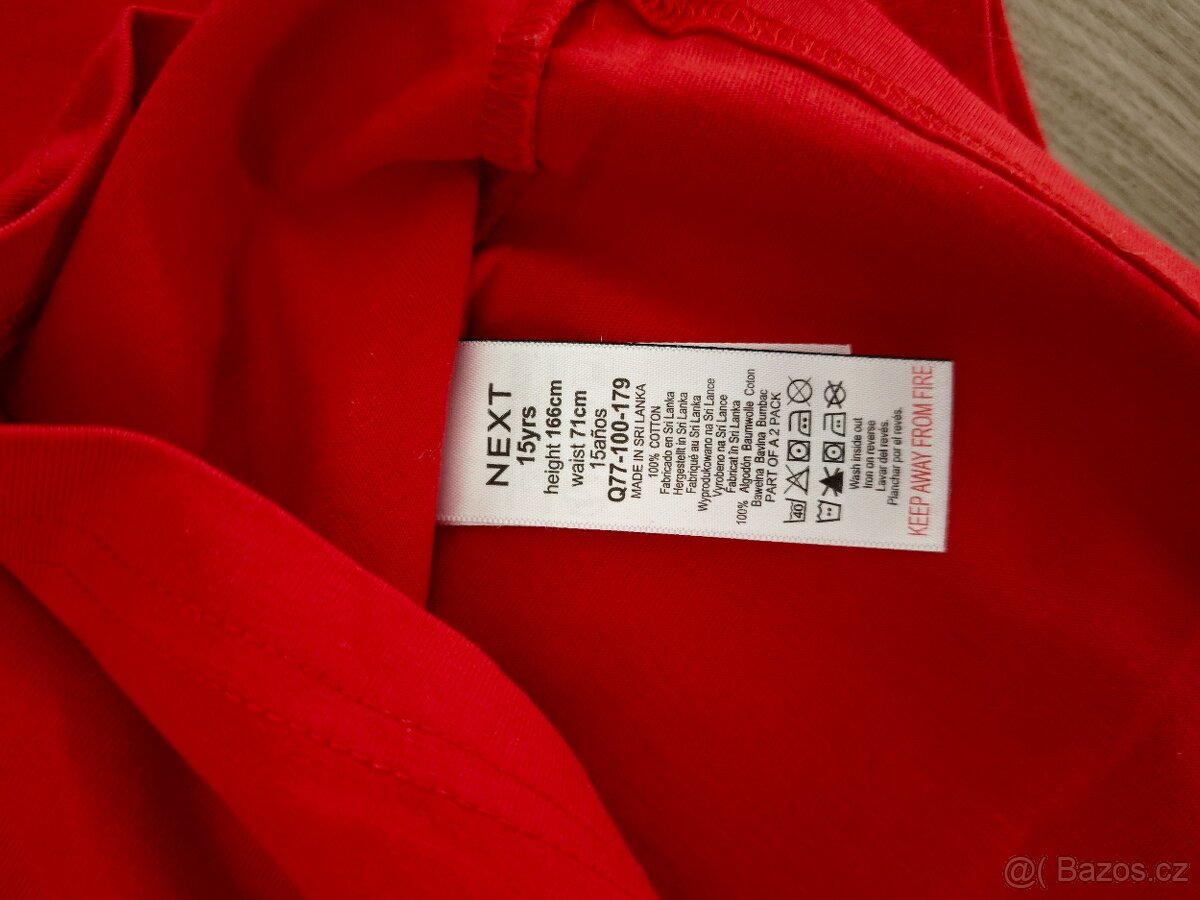 NEXT
15yrs
height 166cm
waist 71cm
15años
Q77-100-179
MADE IN SRI LANKA
100% COTTON
Fabricado en Sri Lanka
Hergestellt in Sri Lanka
Fabriqué au Sri Lanka
Wyprodukowano na Sri Lance
Vyrobeno na Sri Lance
Fabricat în Sri Lanka
100% Algodón Baumwolle Coton
Bawełna Bavlna Bumbac
PART OF A 2 PACK
40
Wash inside out
Iron on reverse
Lavar del revés.
Planchar por el revés.
KEEP AWAY FROM FIRE
@( Bazos.cz